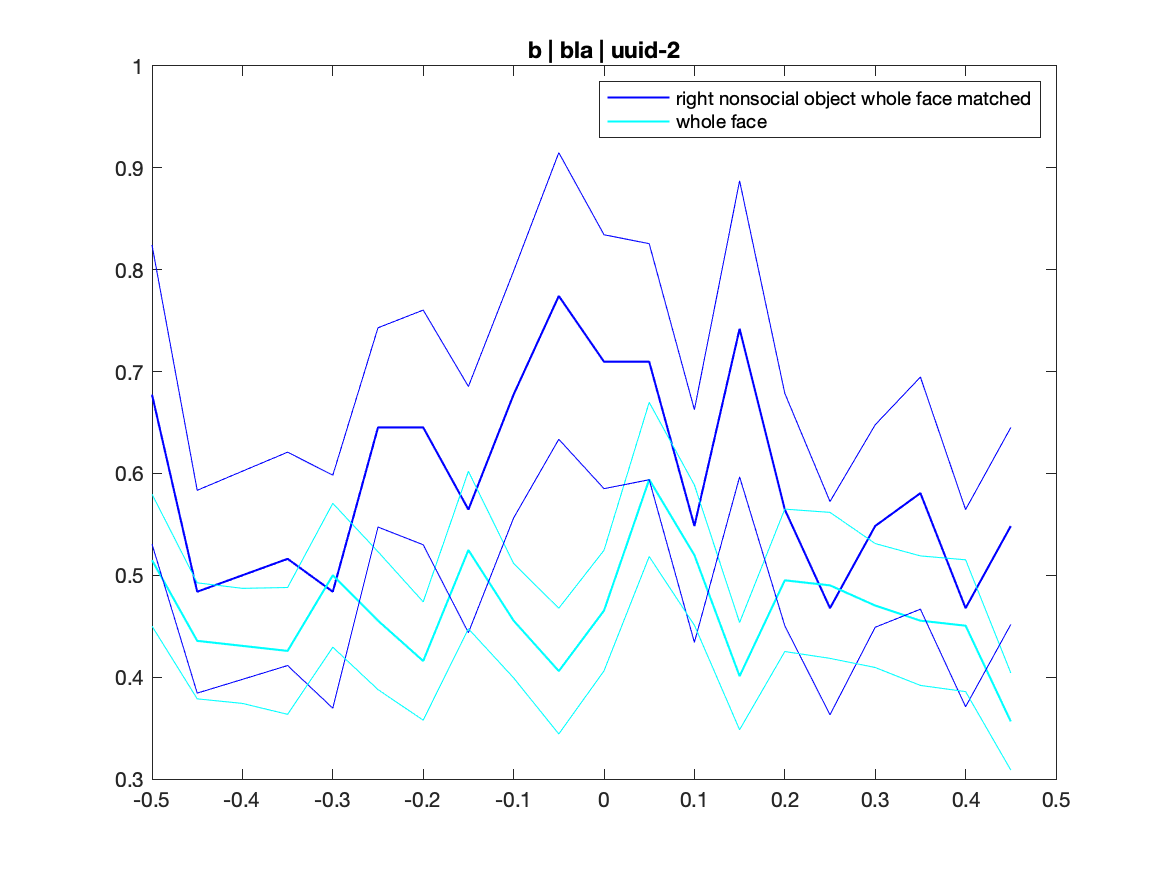 b | bla | uuid-2
right nonsocial object whole face matched
whole face
1
0.9
0.8
0.7
0.6
0.5
0.4
0.3
-0.5 -0.4 -0.3 -0.2 -0.1 0 0.1 0.2 0.3 0.4 0.5